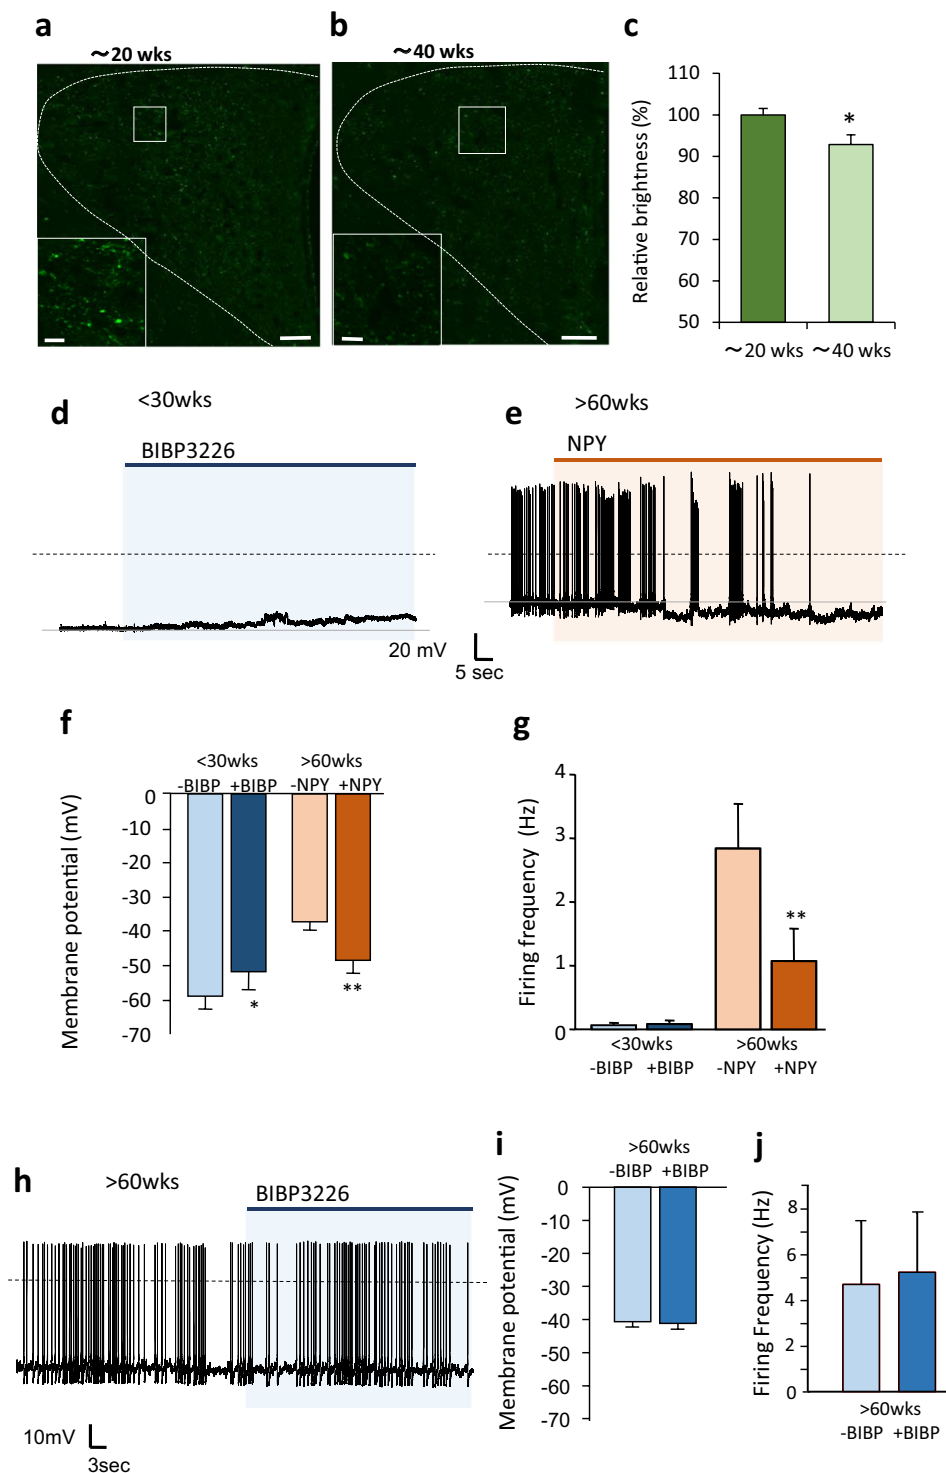 a
~20 wks
b
~40 wks
c
Relative brightness (%)
110
100
90
80
70
60
50
*
~20 wks
~40 wks
d
<30wks
BIBP3226
e
>60wks
NPY
20 mV
5 sec
f
<30wks >60wks
-BIBP +BIBP -NPY +NPY
Membrane potential (mV)
0
-10
-20
-30
-40
-50
-60
-70
*
**
g
Firing frequency (Hz)
4
3
2
1
0
**
<30wks >60wks
-BIBP +BIBP -NPY +NPY
h
>60wks
BIBP3226
10mV
3sec
i
>60wks
-BIBP +BIBP
Membrane potential (mV)
0
-10
-20
-30
-40
-50
-60
-70
j
Firing Frequency (Hz)
8
6
4
2
0
>60wks
-BIBP +BIBP